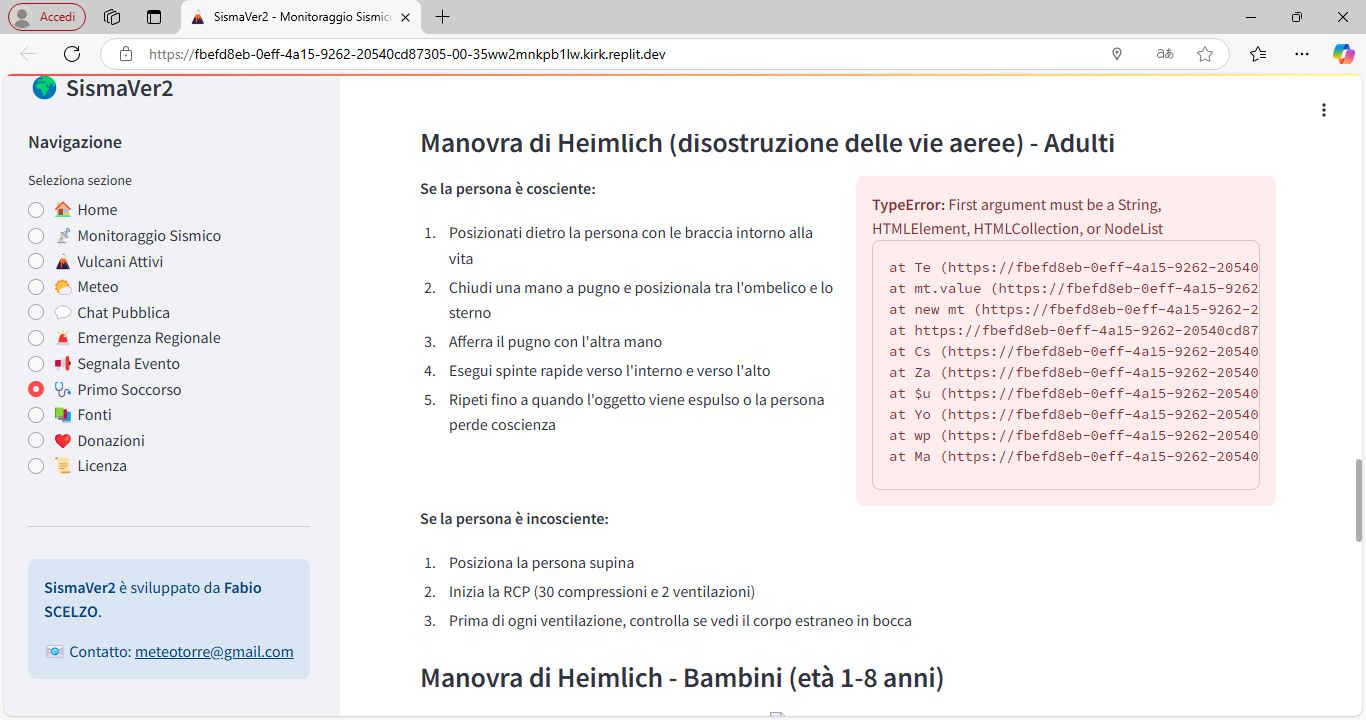 Accedi
SismaVer2 - Monitoraggio Sismic
https://fbefd8eb-0eff-4a15-9262-20540cd87305-00-35ww2mnkpb1lw.kirk.replit.dev
aあ
SismaVer2
Navigazione
Seleziona sezione
Home
Monitoraggio Sismico
Vulcani Attivi
Meteo
Chat Pubblica
Emergenza Regionale
Segnala Evento
Primo Soccorso
Fonti
Donazioni
Licenza
SismaVer2 è sviluppato da Fabio
SCELZO.
Contatto: meteotorre@gmail.com
Manovra di Heimlich (disostruzione delle vie aeree) - Adulti
Se la persona è cosciente:
1. Posizionati dietro la persona con le braccia intorno alla
vita
2. Chiudi una mano a pugno e posizionala tra l'ombelico e lo
sterno
3. Afferra il pugno con l'altra mano
4. Esegui spinte rapide verso l'interno e verso l'alto
5. Ripeti fino a quando l'oggetto viene espulso o la persona
perde coscienza
TypeError: First argument must be a String,
HTMLElement, HTMLCollection, or NodeList
at Te (https://fbefd8eb-0eff-4a15-9262-20540
at mt.value (https://fbefd8eb-0eff-4a15-9262
at new mt (https://fbefd8eb-0eff-4a15-9262-2
at https://fbefd8eb-0eff-4a15-9262-20540cd87
at Cs (https://fbefd8eb-0eff-4a15-9262-20540
at Za (https://fbefd8eb-0eff-4a15-9262-20540
at $u (https://fbefd8eb-0eff-4a15-9262-20540
at Yo (https://fbefd8eb-0eff-4a15-9262-20540
at wp (https://fbefd8eb-0eff-4a15-9262-20540
at Ma (https://fbefd8eb-0eff-4a15-9262-20540
Se la persona è incosciente:
1. Posiziona la persona supina
2. Inizia la RCP (30 compressioni e 2 ventilazioni)
3. Prima di ogni ventilazione, controlla se vedi il corpo estraneo in bocca
Manovra di Heimlich - Bambini (età 1-8 anni)